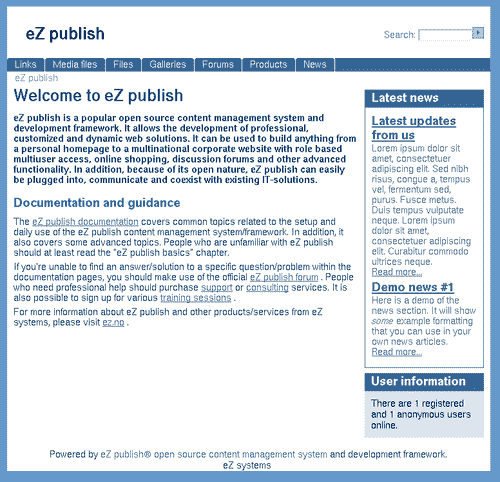 eZ publish
Search:
Links Media files Files Galleries Forums Products News
eZ publish
Welcome to eZ publish
eZ publish is a popular open source content management system and
development framework. It allows the development of professional,
customized and dynamic web solutions. It can be used to build anything from
a personal homepage to a multinational corporate website with role based
multiuser access, online shopping, discussion forums and other advanced
functionality. In addition, because of its open nature, eZ publish can easily
be plugged into, communicate and coexist with existing IT-solutions.
Documentation and guidance
The eZ publish documentation covers common topics related to the setup and
daily use of the eZ publish content management system/framework. In addition, it
also covers some advanced topics. People who are unfamiliar with eZ publish
should at least read the "eZ publish basics" chapter.
If you're unable to find an answer/solution to a specific question/problem within the
documentation pages, you should make use of the official eZ publish forum . People
who need professional help should purchase support or consulting services. It is
also possible to sign up for various training sessions .
For more information about eZ publish and other products/services from eZ
systems, please visit ez.no .
Latest news
Latest updates
from us
Lorem ipsum dolor sit
amet, consectetuer
adipiscing elit. Sed nibh
risus, congue a, tempus
vel, fermentum sed,
purus. Fusce metus.
Duis tempus vulputate
neque. Lorem ipsum
dolor sit amet,
consectetuer adipiscing
elit. Curabitur commodo
ultrices neque.
Read more...
Demo news #1
Here is a demo of the
news section. It will show
some example formatting
that you can use in your
own news articles.
Read more...
User information
There are 1 registered
and 1 anonymous users
online.
Powered by eZ publish® open source content management system and development framework.
eZ systems